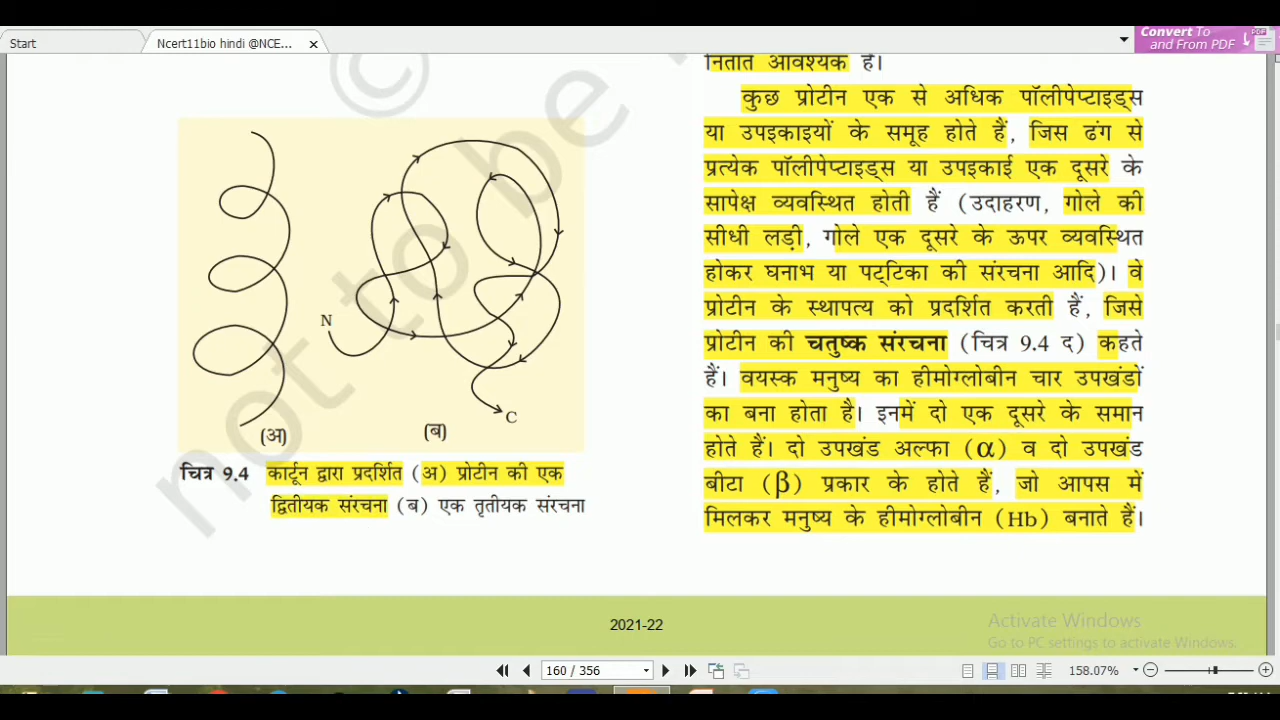 Start
Ncert11bio hindi @NCE... x
Convert To
and From PDF
PDF
नितांत आवश्यक है।
कुछ प्रोटीन एक से अधिक पॉलीपेप्टाइड्स
या उपइकाइयों के समूह होते हैं, जिस ढंग से
प्रत्येक पॉलीपेप्टाइड्स या उपइकाई एक दूसरे के
सापेक्ष व्यवस्थित होती हैं (उदाहरण, गोले की
सीधी लड़ी, गोले एक दूसरे के ऊपर व्यवस्थित
होकर घनाभ या पट्टिका की संरचना आदि)। वे
प्रोटीन के स्थापत्य को प्रदर्शित करती हैं, जिसे
प्रोटीन की चतुष्क संरचना (चित्र 9.4 द) कहते
हैं। वयस्क मनुष्य का हीमोग्लोबीन चार उपखंडों
का बना होता है। इनमें दो एक दूसरे के समान
होते हैं। दो उपखंड अल्फा (α) व दो उपखंड
बीटा (β) प्रकार के होते हैं, जो आपस में
मिलकर मनुष्य के हीमोग्लोबीन (Hb) बनाते हैं।
N
C
(अ)
(ब)
चित्र 9.4 कार्टून द्वारा प्रदर्शित (अ) प्रोटीन की एक
द्वितीयक संरचना (ब) एक तृतीयक संरचना
© not to be
2021-22
Activate Windows
Go to PC settings to activate Windows.
160 / 356
158.07%